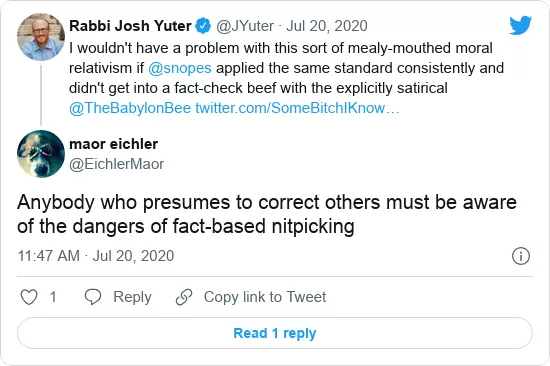 Rabbi Josh Yuter @JYuter · Jul 20, 2020
I wouldn't have a problem with this sort of mealy-mouthed moral
relativism if @snopes applied the same standard consistently and
didn't get into a fact-check beef with the explicitly satirical
@TheBabylonBee twitter.com/SomeBitchIKnow…
maor eichler
@EichlerMaor
Anybody who presumes to correct others must be aware
of the dangers of fact-based nitpicking
11:47 AM · Jul 20, 2020
1 Reply Copy link to Tweet
Read 1 reply